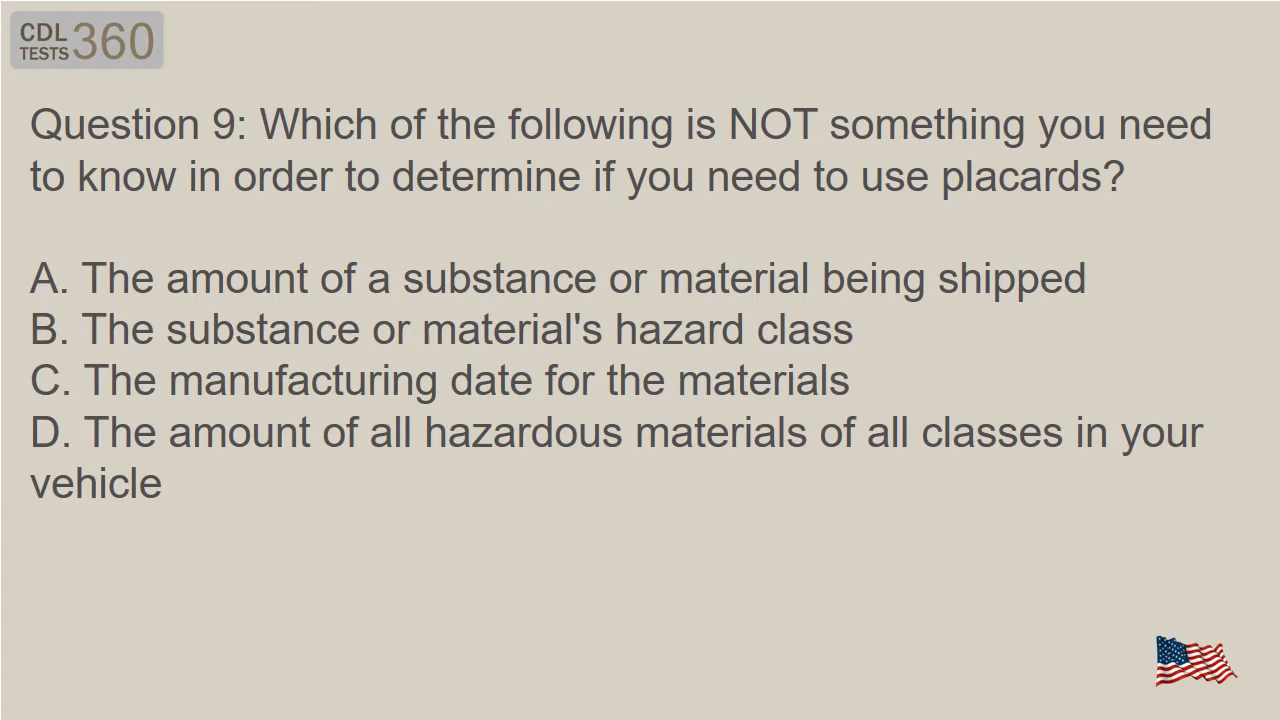 CDL
TESTS 360
Question 9: Which of the following is NOT something you need
to know in order to determine if you need to use placards?
A. The amount of a substance or material being shipped
B. The substance or material's hazard class
C. The manufacturing date for the materials
D. The amount of all hazardous materials of all classes in your
vehicle